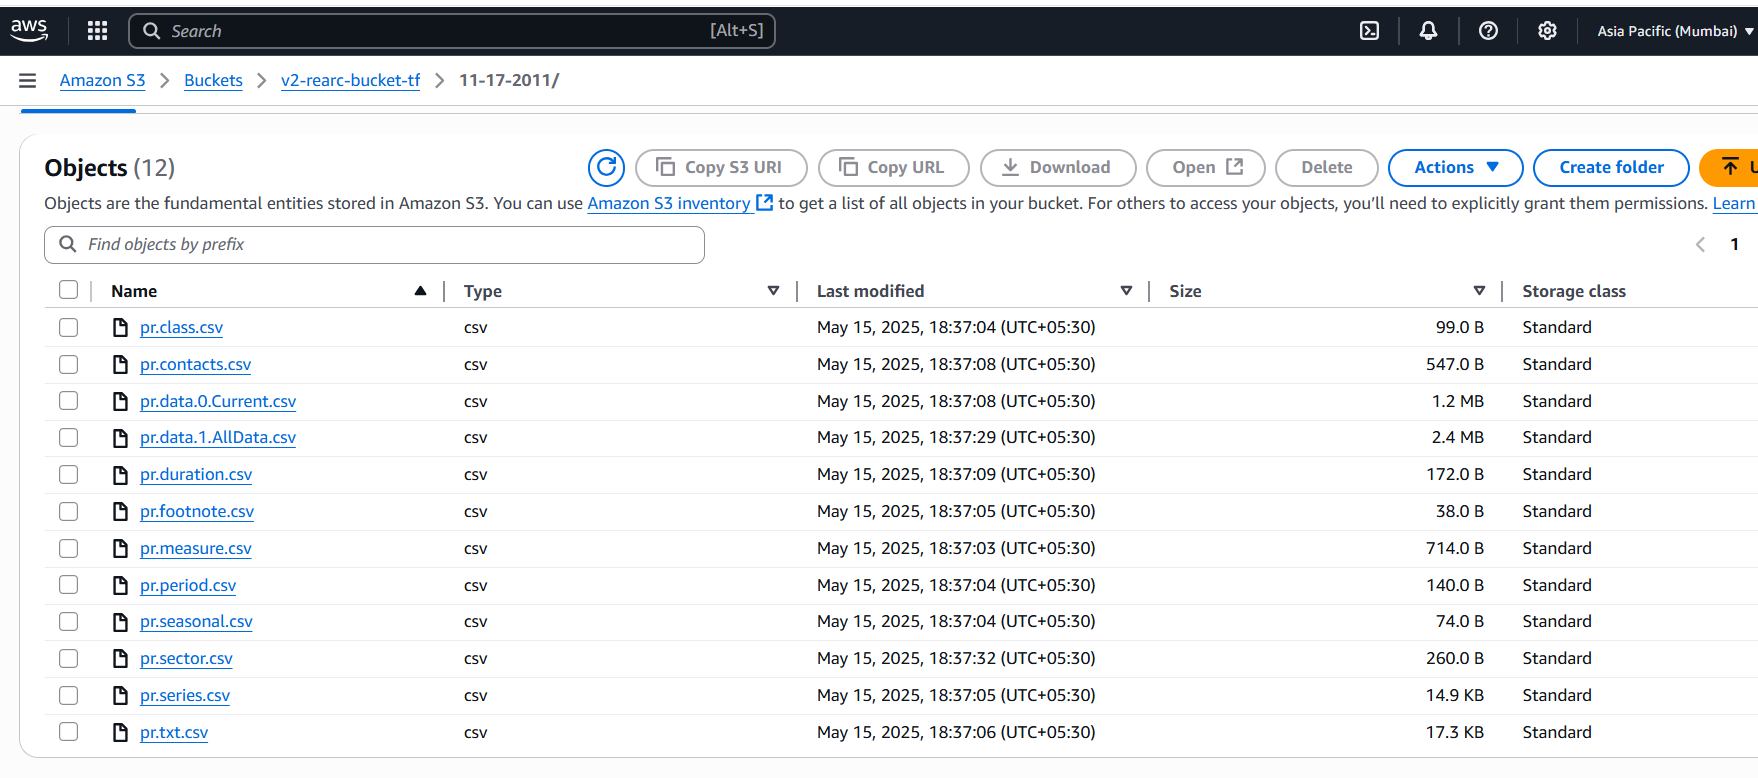 aws Search [Alt+S] Asia Pacific (Mumbai)
Amazon S3 Buckets v2-rearc-bucket-tf 11-17-2011/
Objects (12) Copy S3 URI Copy URL Download Open Delete Actions Create folder
Objects are the fundamental entities stored in Amazon S3. You can use Amazon S3 inventory to get a list of all objects in your bucket. For others to access your objects, you'll need to explicitly grant them permissions. Learn
Find objects by prefix 1
Name Type Last modified Size Storage class
pr.class.csv csv May 15, 2025, 18:37:04 (UTC+05:30) 99.0 B Standard
pr.contacts.csv csv May 15, 2025, 18:37:08 (UTC+05:30) 547.0 B Standard
pr.data.0.Current.csv csv May 15, 2025, 18:37:08 (UTC+05:30) 1.2 MB Standard
pr.data.1.AllData.csv csv May 15, 2025, 18:37:29 (UTC+05:30) 2.4 MB Standard
pr.duration.csv csv May 15, 2025, 18:37:09 (UTC+05:30) 172.0 B Standard
pr.footnote.csv csv May 15, 2025, 18:37:05 (UTC+05:30) 38.0 B Standard
pr.measure.csv csv May 15, 2025, 18:37:03 (UTC+05:30) 714.0 B Standard
pr.period.csv csv May 15, 2025, 18:37:04 (UTC+05:30) 140.0 B Standard
pr.seasonal.csv csv May 15, 2025, 18:37:04 (UTC+05:30) 74.0 B Standard
pr.sector.csv csv May 15, 2025, 18:37:32 (UTC+05:30) 260.0 B Standard
pr.series.csv csv May 15, 2025, 18:37:05 (UTC+05:30) 14.9 KB Standard
pr.txt.csv csv May 15, 2025, 18:37:06 (UTC+05:30) 17.3 KB Standard